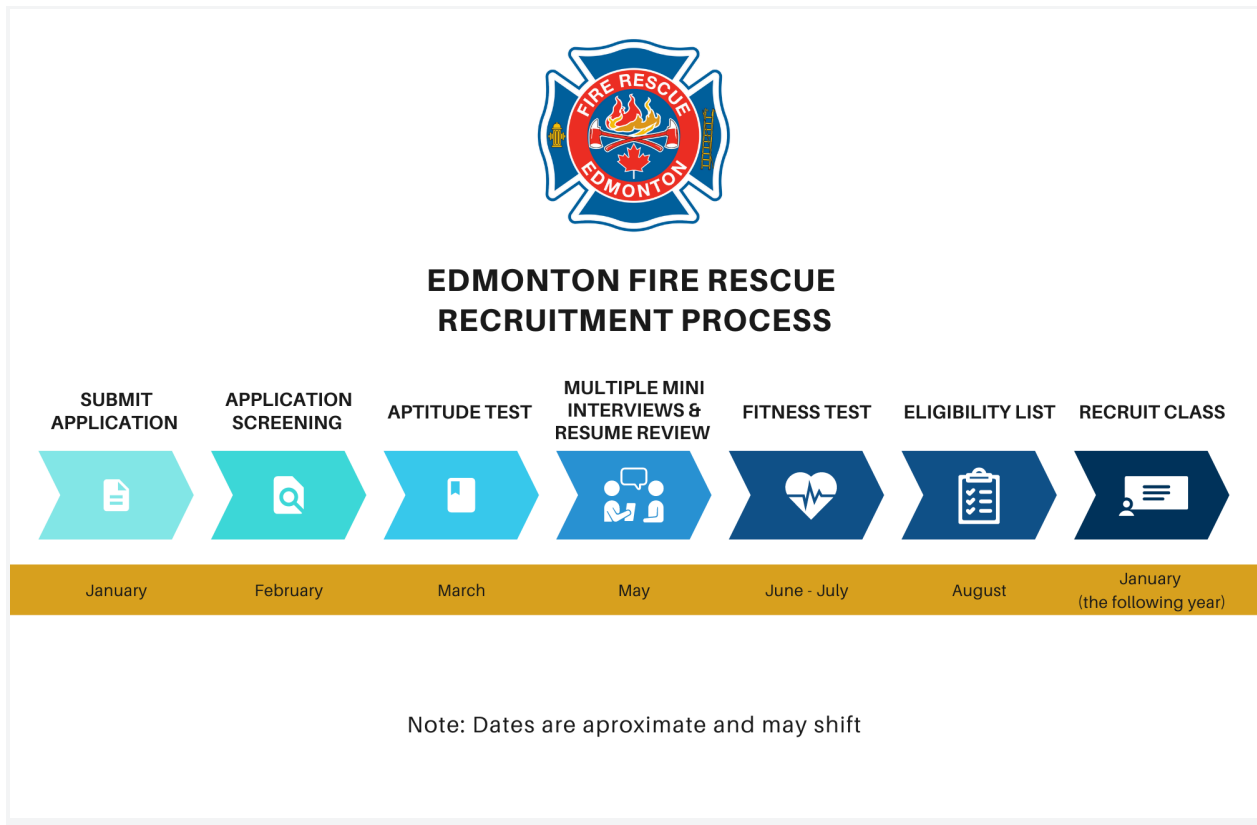 FIRE RESCUE
EDMONTON
EDMONTON FIRE RESCUE
RECRUITMENT PROCESS
SUBMIT
APPLICATION
APPLICATION
SCREENING
APTITUDE TEST
MULTIPLE MINI
INTERVIEWS &
RESUME REVIEW
FITNESS TEST
ELIGIBILITY LIST
RECRUIT CLASS
January
February
March
May
June - July
August
January
(the following year)
Note: Dates are aproximate and may shift